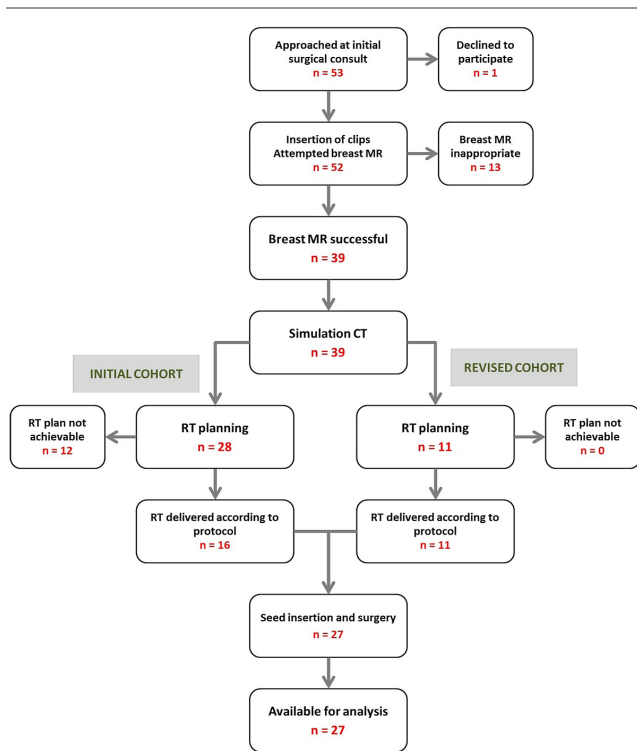 Approached at initial
surgical consult
n = 53
Declined to
participate
n = 1
Insertion of clips
Attempted breast MR
n = 52
Breast MR
inappropriate
n = 13
Breast MR successful
n = 39
Simulation CT
n = 39
INITIAL COHORT
REVISED COHORT
RT plan not
achievable
n = 12
RT planning
n = 28
RT planning
n = 11
RT plan not
achievable
n = 0
RT delivered according to
protocol
n = 16
RT delivered according to
protocol
n = 11
Seed insertion and surgery
n = 27
Available for analysis
n = 27